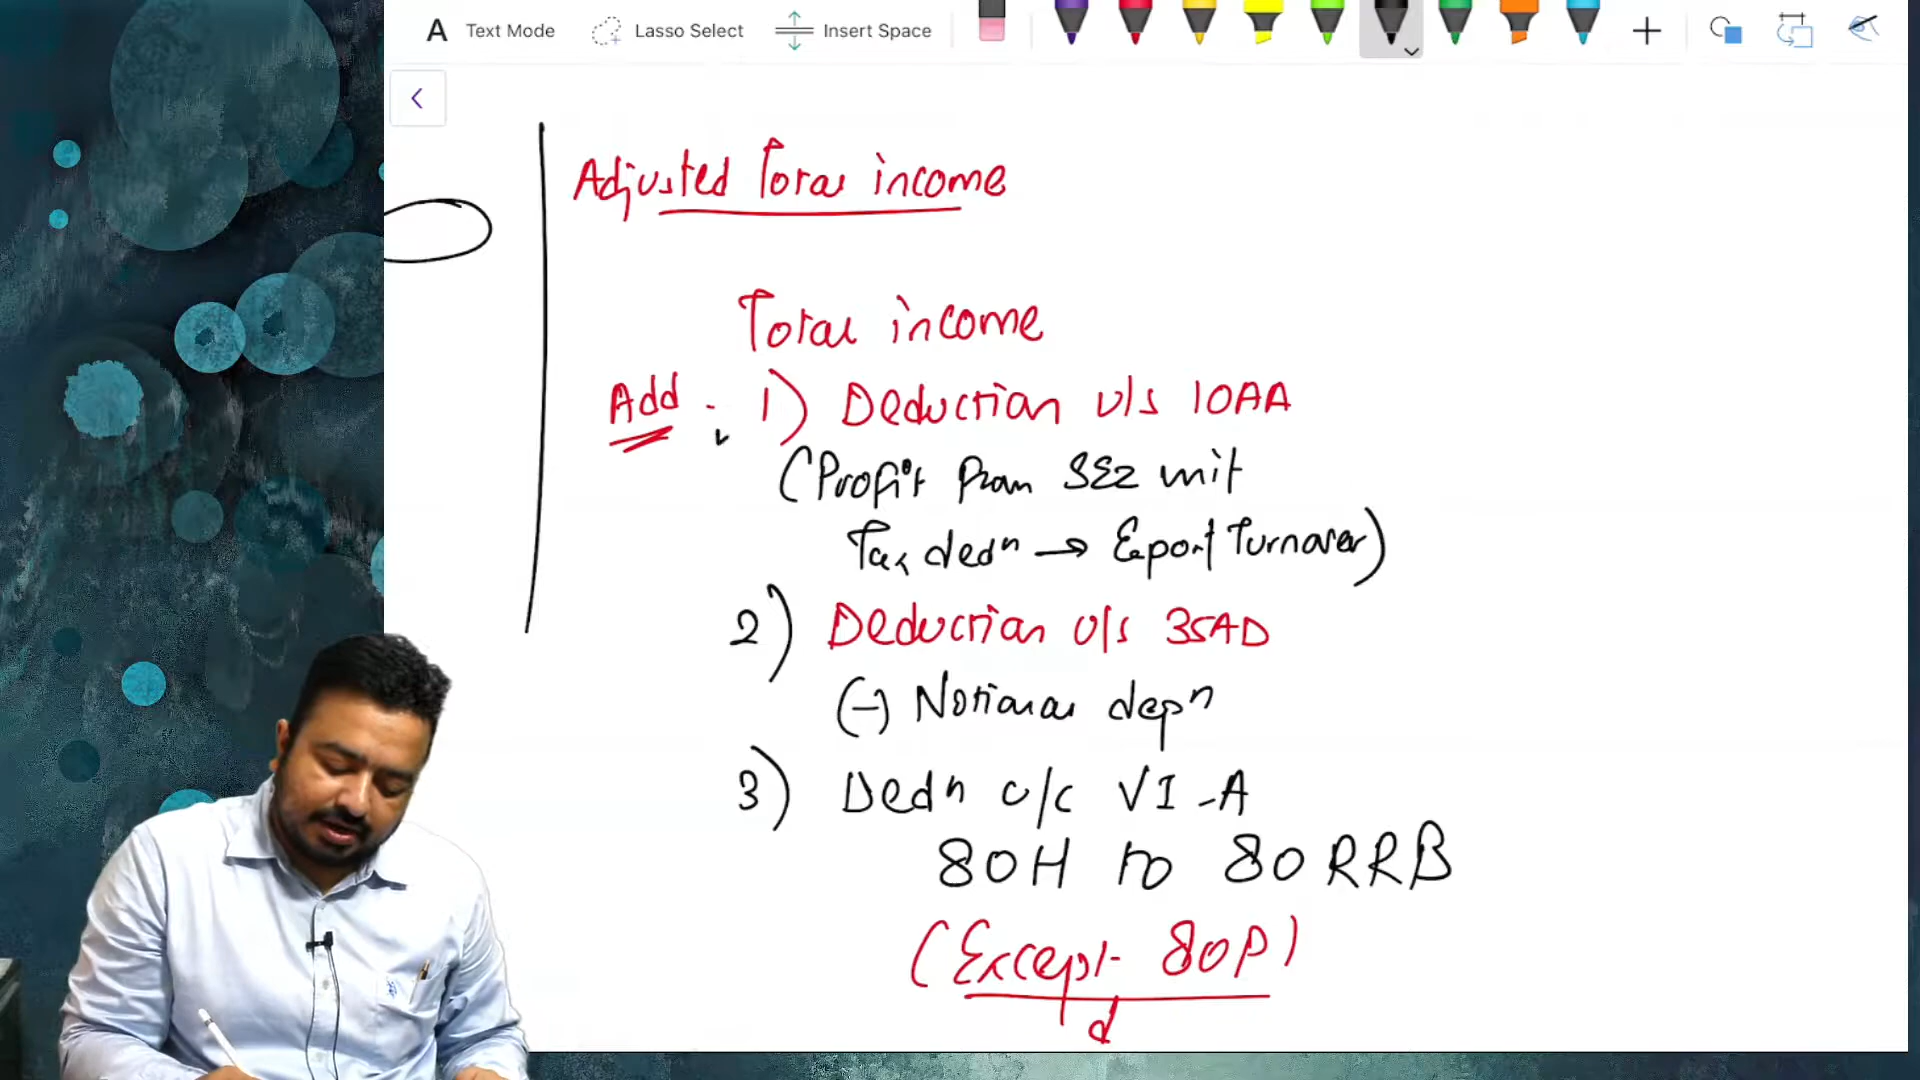 A Text Mode Lasso Select Insert Space
Adjusted Total income
Total income
Add : 1) Deduction u/s 10AA
(Profit from SEZ unit
Tax dedn → Export Turnover)
2) Deduction u/s 35AD
(-) Notional depn
3) Dedn u/c VI-A
80H to 80RRB
(Except 80P)